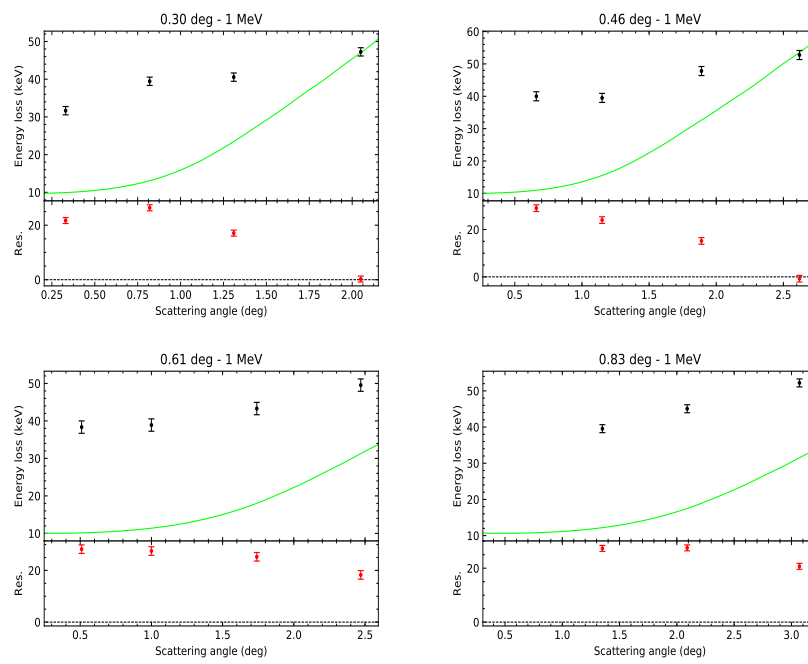 0.30 deg - 1 MeV
50
40
30
20
10
Energy loss (keV)
20
0
Res.
0.25 0.50 0.75 1.00 1.25 1.50 1.75 2.00
Scattering angle (deg)
0.46 deg - 1 MeV
60
50
40
30
20
10
Energy loss (keV)
20
0
Res.
0.5 1.0 1.5 2.0 2.5
Scattering angle (deg)
0.61 deg - 1 MeV
50
40
30
20
10
Energy loss (keV)
20
0
Res.
0.5 1.0 1.5 2.0 2.5
Scattering angle (deg)
0.83 deg - 1 MeV
50
40
30
20
10
Energy loss (keV)
20
0
Res.
0.5 1.0 1.5 2.0 2.5 3.0
Scattering angle (deg)